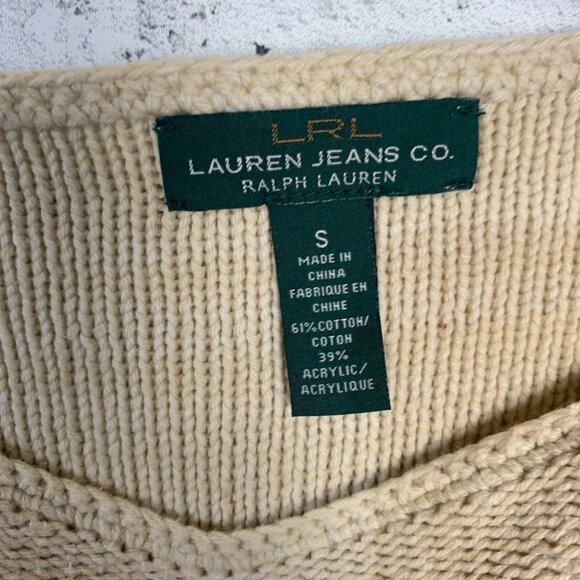 LRL
LAUREN JEANS CO.
RALPH LAUREN
S
MADE IN
CHINA
FABRIQUE EN
CHINE
61% COTTON/
COTON
39%
ACRYLIC/
ACRYLIQUE